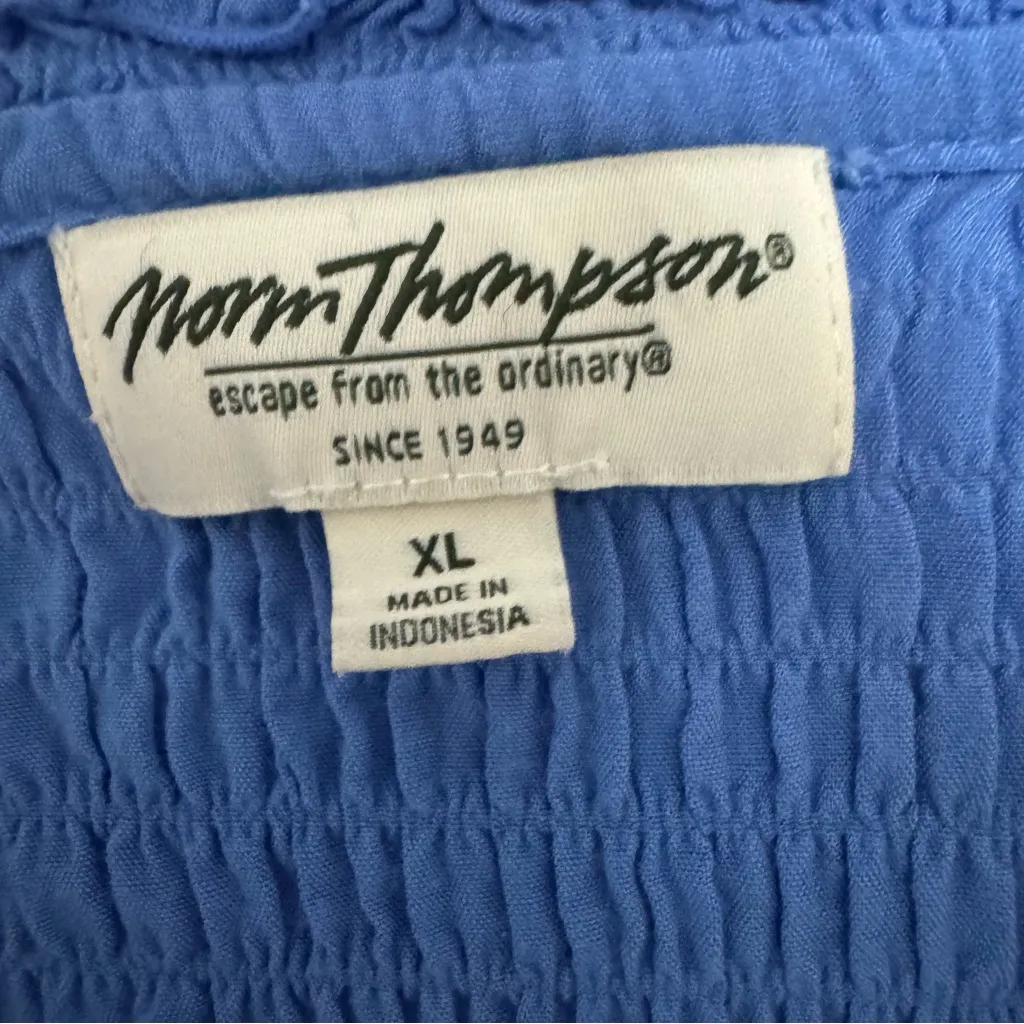 Norm Thompson®
escape from the ordinary®
SINCE 1949
XL
MADE IN
INDONESIA